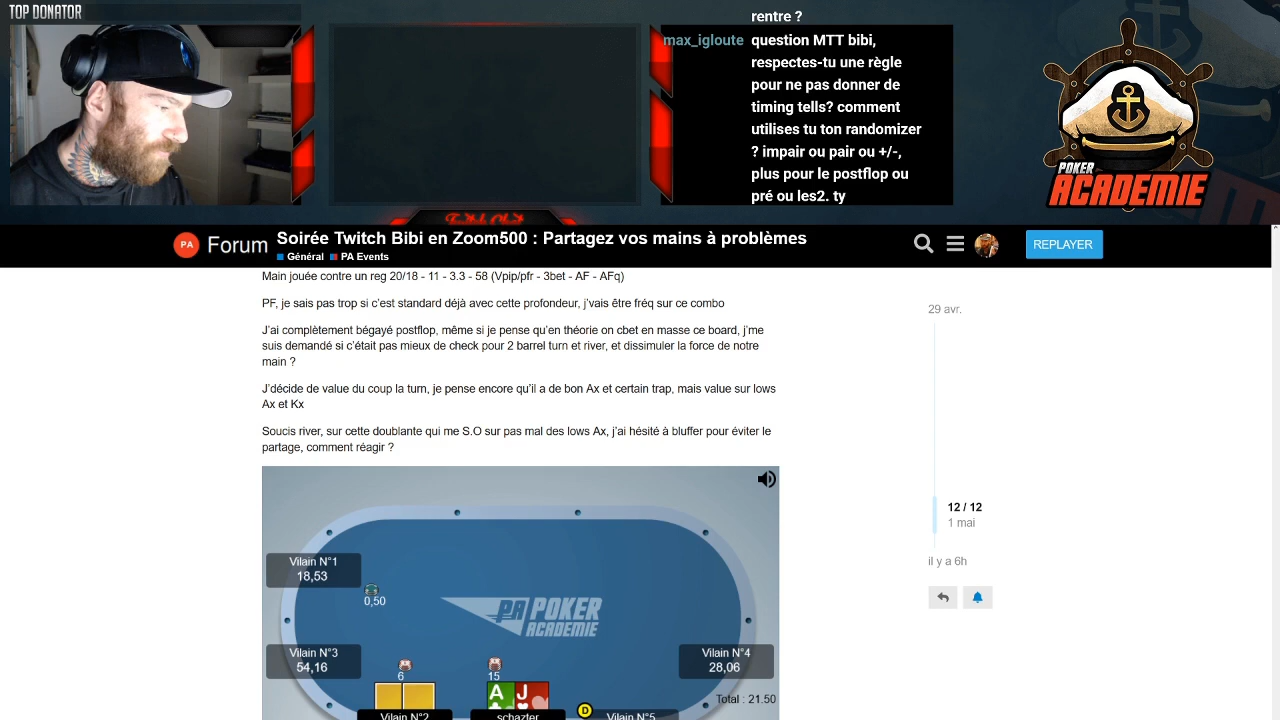 TOP DONATOR
rentre ?
max_igloute question MTT bibi,
respectes-tu une règle
pour ne pas donner de
timing tells? comment
utilises tu ton randomizer
? impair ou pair ou +/-,
plus pour le postflop ou
pré ou les2. ty
POKER
ACADEMIE
PA Forum
Soirée Twitch Bibi en Zoom500 : Partagez vos mains à problèmes
Général PA Events
REPLAYER
Main jouée contre un reg 20/18 - 11 - 3.3 - 58 (Vpip/pfr - 3bet - AF - AFq)
PF, je sais pas trop si c'est standard déjà avec cette profondeur, j'vais être fréq sur ce combo
J'ai complètement bégayé postflop, même si je pense qu'en théorie on cbet en masse ce board, j'me
suis demandé si c'était pas mieux de check pour 2 barrel turn et river, et dissimuler la force de notre
main ?
J'décide de value du coup la turn, je pense encore qu'il a de bon Ax et certain trap, mais value sur lows
Ax et Kx
Soucis river, sur cette doublante qui me S.O sur pas mal des lows Ax, j'ai hésité à bluffer pour éviter le
partage, comment réagir ?
29 avr.
12 / 12
1 mai
il y a 6h
Vilain N°1
18,53
0,50
PA POKER
ACADEMIE
Vilain N°3
54,16
Vilain N°4
28,06
6
15
Total : 21.50
A J
D
Vilain N°2
schazter
Vilain N°5